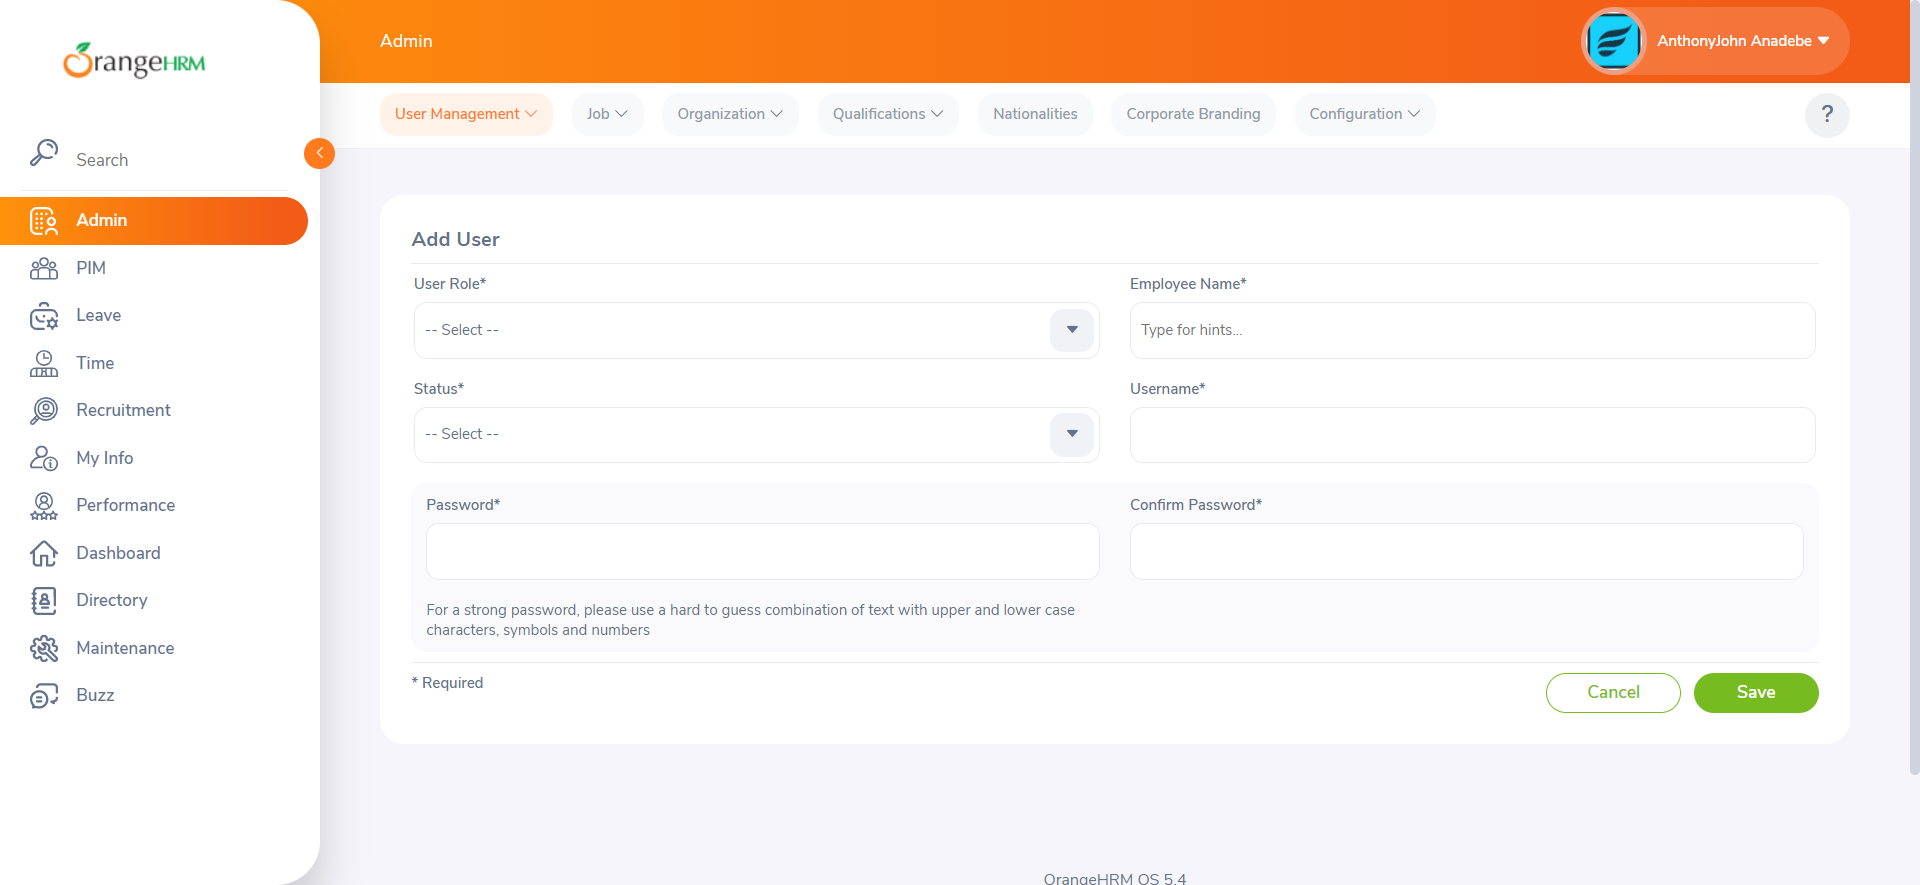 OrangeHRM
Admin
AnthonyJohn Anadebe
User Management
Job
Organization
Qualifications
Nationalities
Corporate Branding
Configuration
?
Search
Admin
PIM
Leave
Time
Recruitment
My Info
Performance
Dashboard
Directory
Maintenance
Buzz
Add User
User Role*
Employee Name*
-- Select --
Type for hints...
Status*
Username*
-- Select --
Password*
Confirm Password*
For a strong password, please use a hard to guess combination of text with upper and lower case
characters, symbols and numbers
* Required
Cancel
Save
OrangeHRM OS 5.4